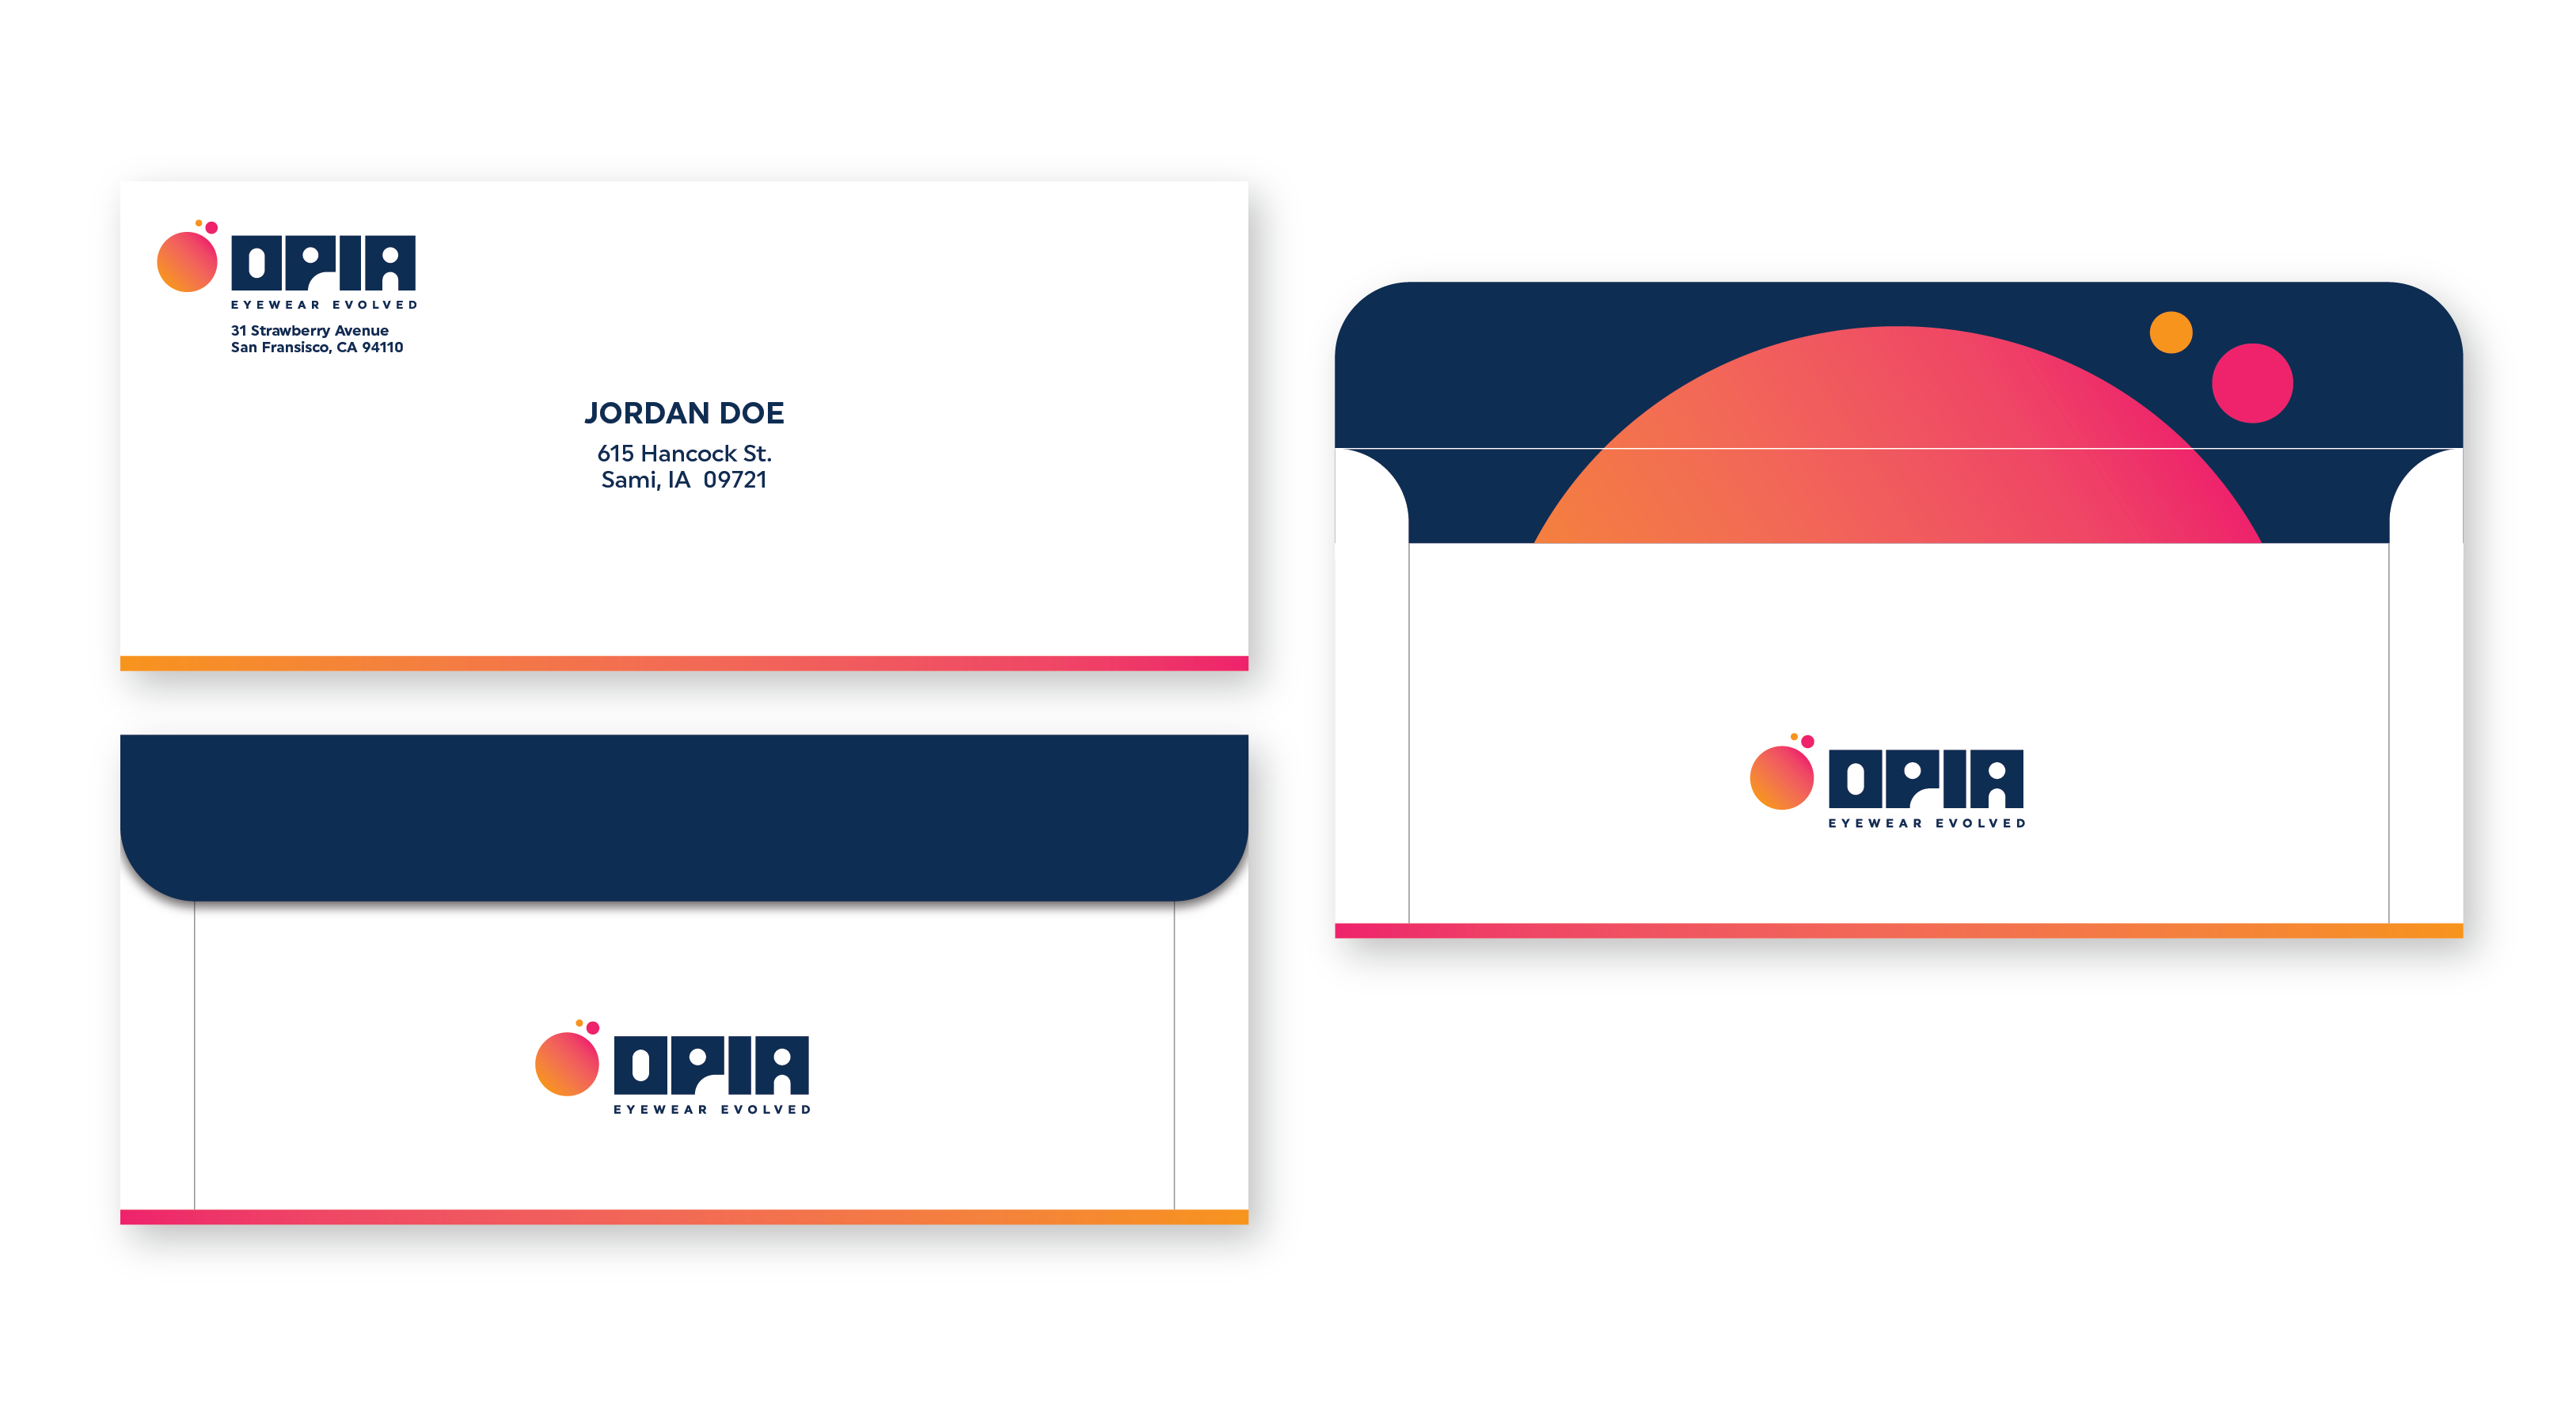 OPIA
EYEWEAR EVOLVED
31 Strawberry Avenue
San Fransisco, CA 94110
JORDAN DOE
615 Hancock St.
Sami, IA  09721
OPIA
EYEWEAR EVOLVED
OPIA
EYEWEAR EVOLVED